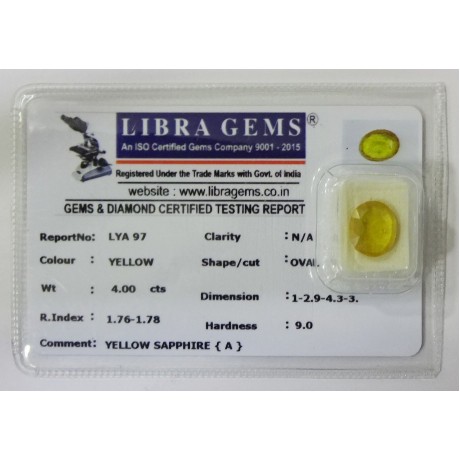 LIBRA GEMS ®
An ISO Certified Gems Company 9001 - 2015
Registered Under the Trade Marks with Govt. of India
website : www.libragems.co.in
GEMS & DIAMOND CERTIFIED TESTING REPORT
ReportNo: LYA 97 Clarity : N/A
Colour : YELLOW Shape/cut : OVAL
Wt : 4.00 cts Dimension : 1-2.9-4.3-3.
R.Index : 1.76-1.78 Hardness : 9.0
Comment: YELLOW SAPPHIRE { A }